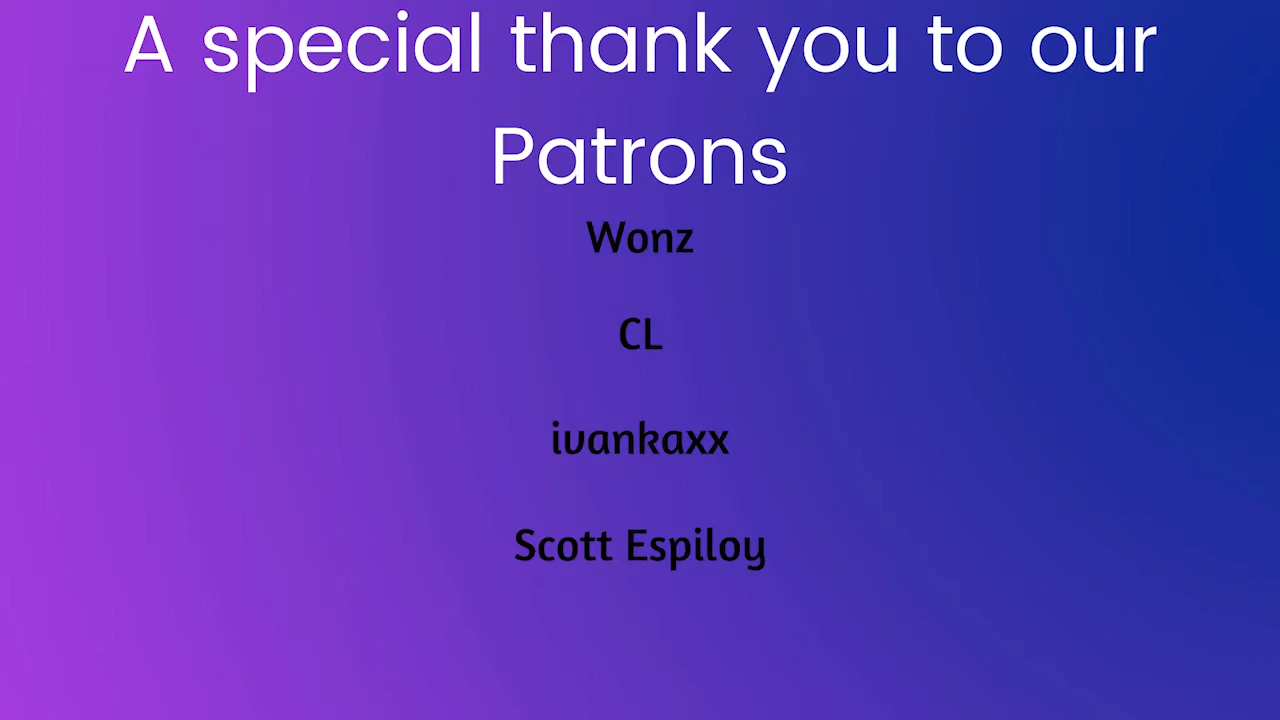 A special thank you to our
Patrons
Wonz
CL
ivankaxx
Scott Espiloy